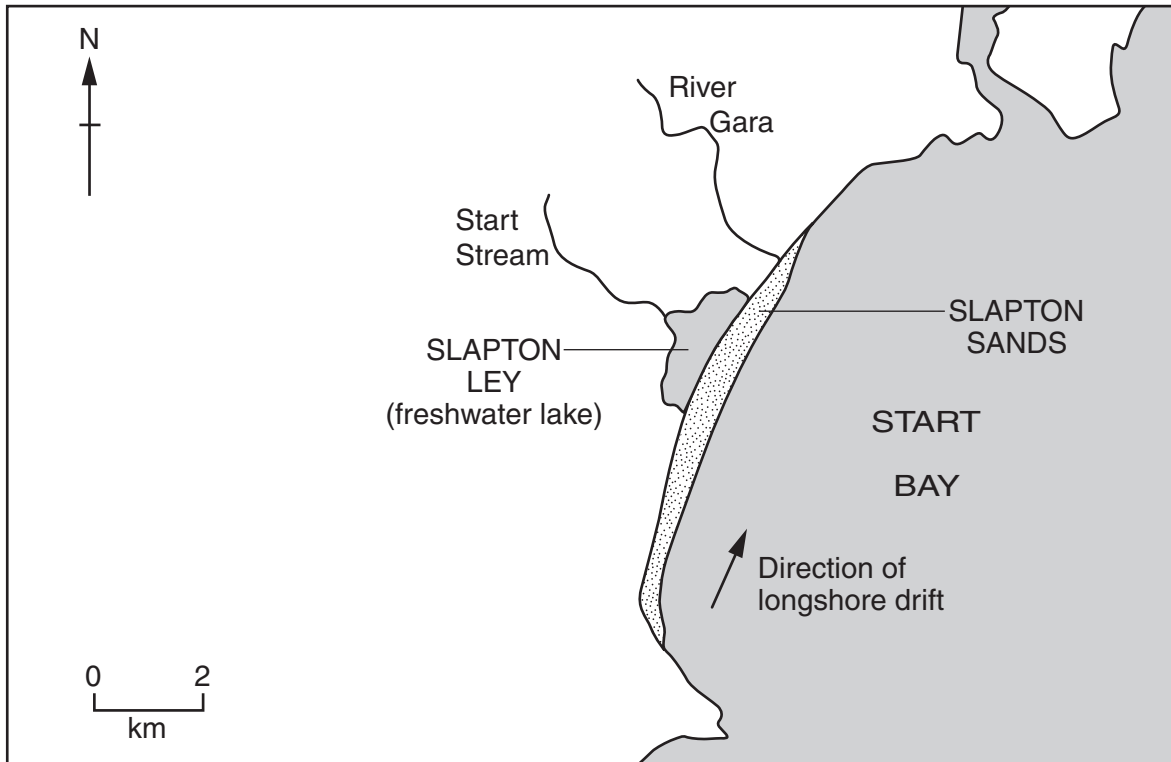 N
River
Gara
Start
Stream
SLAPTON
SANDS
SLAPTON
LEY
(freshwater lake)
START
BAY
Direction of
longshore drift
0 2
km